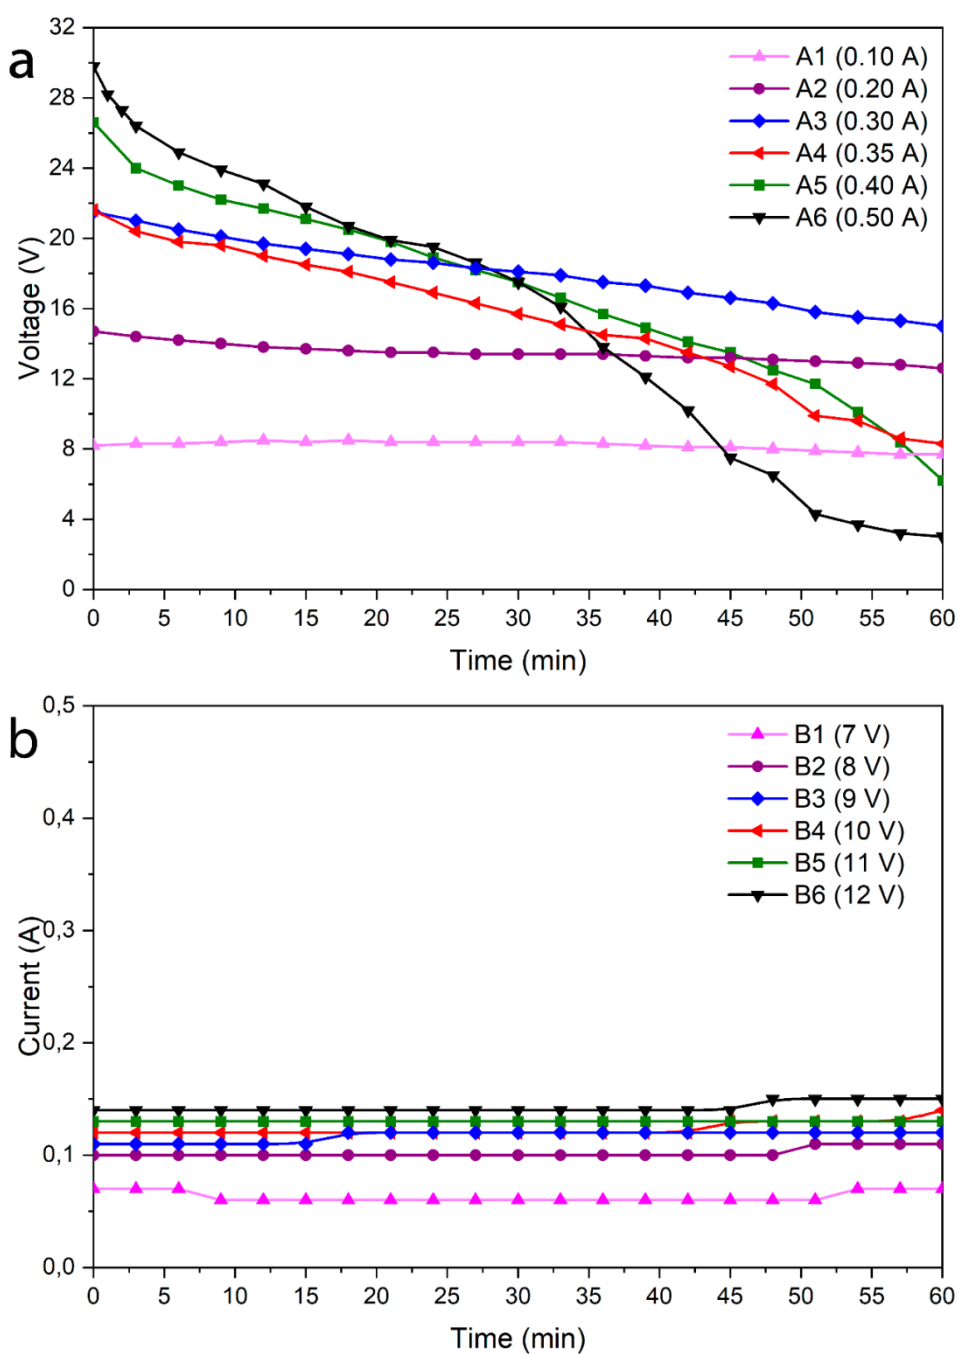 a
32
28
24
20
16
12
8
4
0
Voltage (V)
A1 (0.10 A)
A2 (0.20 A)
A3 (0.30 A)
A4 (0.35 A)
A5 (0.40 A)
A6 (0.50 A)
0 5 10 15 20 25 30 35 40 45 50 55 60
Time (min)
b
0,5
0,4
0,3
0,2
0,1
0,0
Current (A)
B1 (7 V)
B2 (8 V)
B3 (9 V)
B4 (10 V)
B5 (11 V)
B6 (12 V)
0 5 10 15 20 25 30 35 40 45 50 55 60
Time (min)